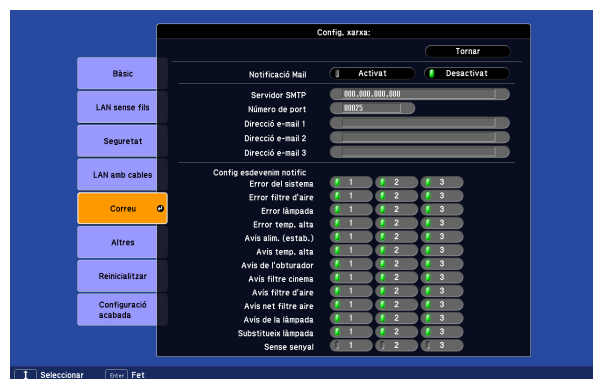 Config. xarxa:
Tornar
Bàsic
LAN sense fils
Seguretat
LAN amb cables
Correu
Altres
Reinicialitzar
Configuració
acabada
Notificació Mail Activat Desactivat
Servidor SMTP 000.000.000.000
Número de port 00025
Direcció e-mail 1
Direcció e-mail 2
Direcció e-mail 3
Config esdevenim notific
Error del sistema 1 2 3
Error filtre d'aire 1 2 3
Error làmpada 1 2 3
Error temp. alta 1 2 3
Avís alim. (estab.) 1 2 3
Avís temp. alta 1 2 3
Avís de l'obturador 1 2 3
Avís filtre cinema 1 2 3
Avís filtre d'aire 1 2 3
Avís net filtre aire 1 2 3
Avís de la làmpada 1 2 3
Substitueix làmpada 1 2 3
Sense senyal 1 2 3
Seleccionar Enter Fet